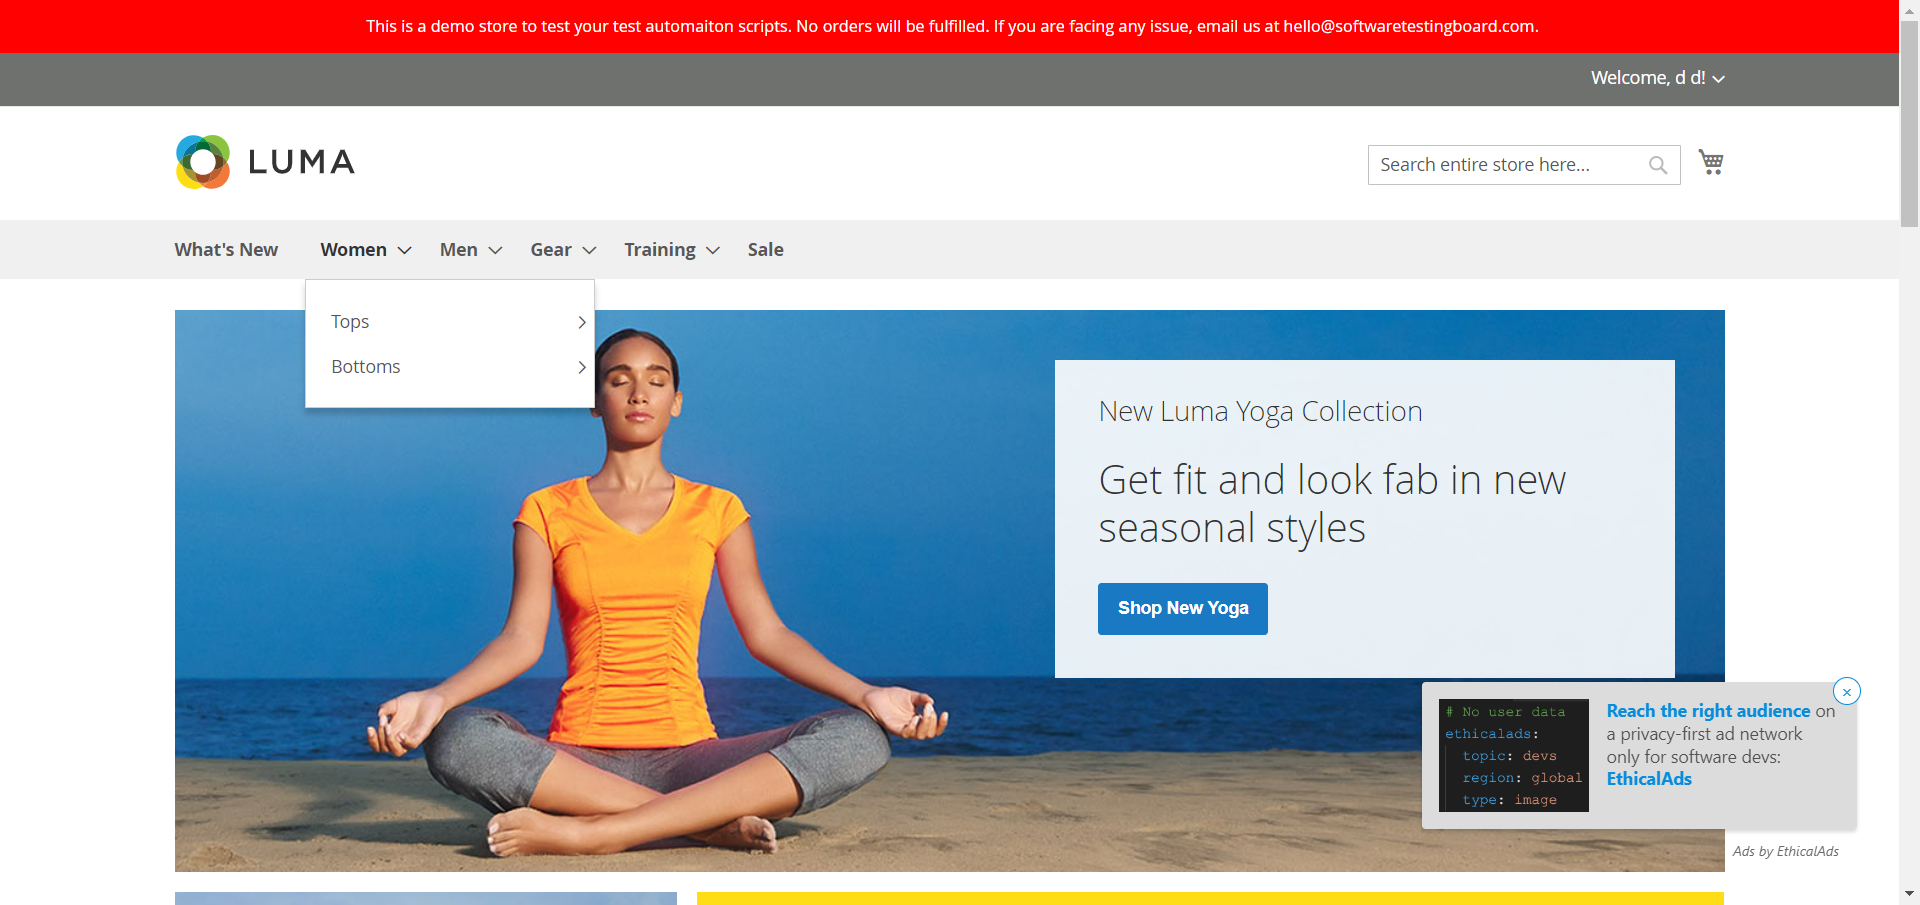 This is a demo store to test your test automaiton scripts. No orders will be fulfilled. If you are facing any issue, email us at hello@softwaretestingboard.com.
Welcome, d d!
LUMA
Search entire store here...
What's New Women Men Gear Training Sale
Tops
Bottoms
New Luma Yoga Collection
Get fit and look fab in new
seasonal styles
Shop New Yoga
# No user data
ethicalads:
topic: devs
region: global
type: image
Reach the right audience on
a privacy-first ad network
only for software devs:
EthicalAds
Ads by EthicalAds